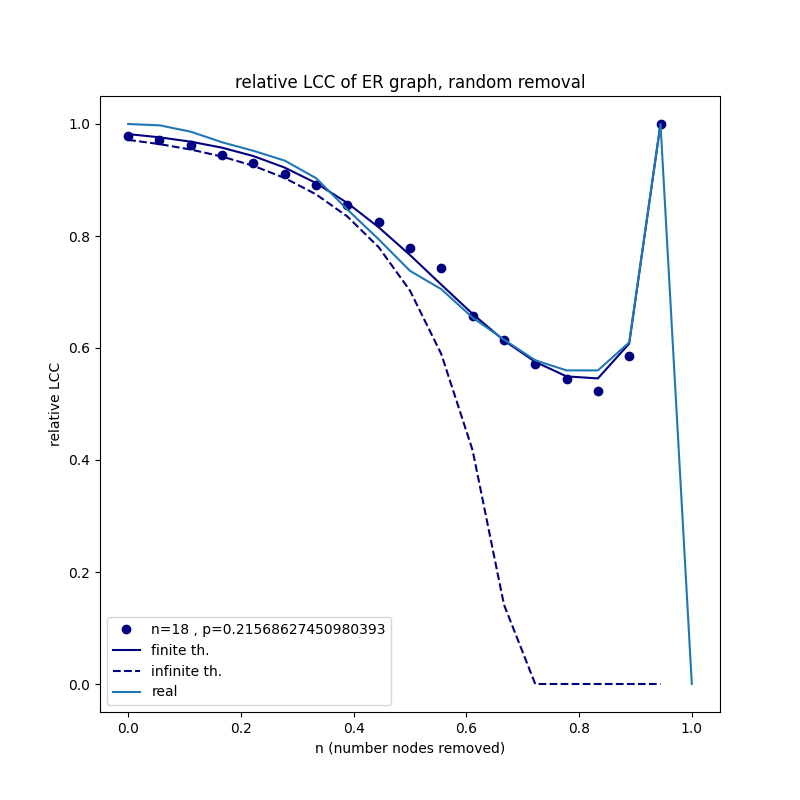 relative LCC of ER graph, random removal
1.0
0.8
0.6
0.4
0.2
0.0
relative LCC
n=18 , p=0.21568627450980393
finite th.
infinite th.
real
0.0 0.2 0.4 0.6 0.8 1.0
n (number nodes removed)